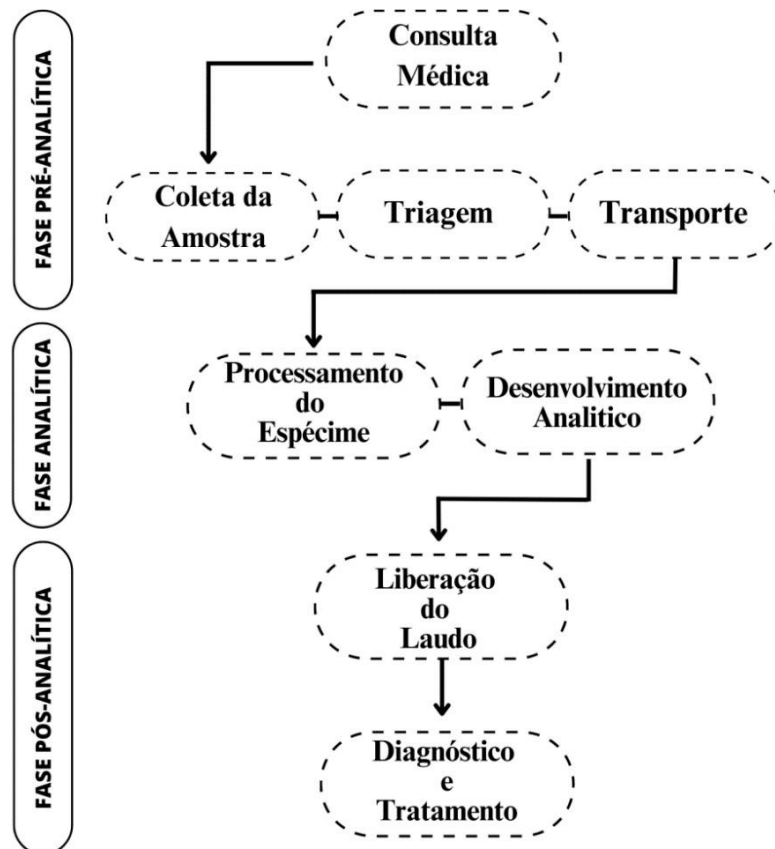 FASE PRÉ-ANALÍTICA
Consulta
Médica
Coleta da
Amostra
Triagem
Transporte
FASE ANALÍTICA
Processamento
do
Espécime
Desenvolvimento
Analitico
FASE PÓS-ANALÍTICA
Liberação
do
Laudo
Diagnóstico
e
Tratamento